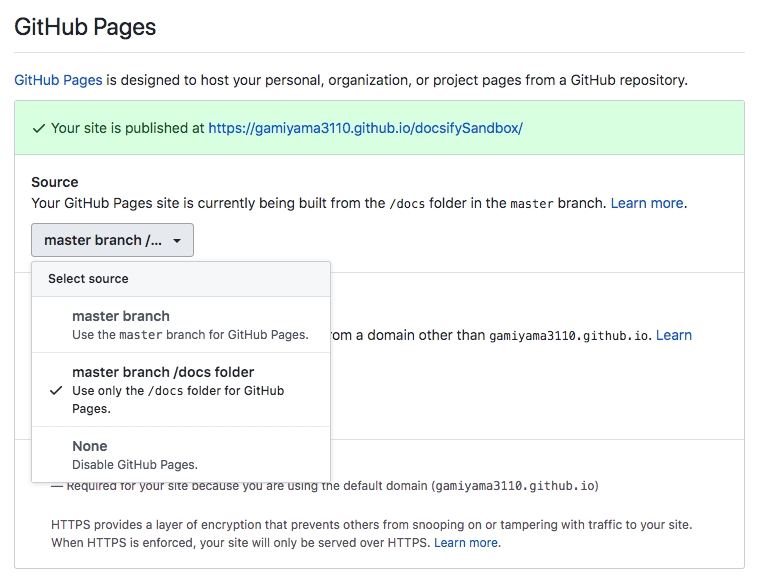 GitHub Pages
GitHub Pages is designed to host your personal, organization, or project pages from a GitHub repository.
Your site is published at https://gamiyama3110.github.io/docsifySandbox/
Source
Your GitHub Pages site is currently being built from the /docs folder in the master branch. Learn more.
master branch /...
Select source
master branch
Use the master branch for GitHub Pages.
from a domain other than gamiyama3110.github.io. Learn
master branch /docs folder
Use only the /docs folder for GitHub
Pages.
None
Disable GitHub Pages.
— Required for your site because you are using the default domain (gamiyama3110.github.io)
HTTPS provides a layer of encryption that prevents others from snooping on or tampering with traffic to your site.
When HTTPS is enforced, your site will only be served over HTTPS. Learn more.